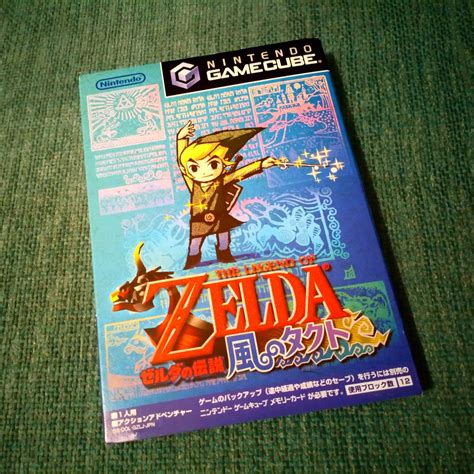 Nintendo
NINTENDO
GAMECUBE
THE LEGEND OF
ZELDA
ゼルダの伝説 風のタクト
ゲームのバックアップ(途中経過や成績などのセーブ)を行うには別売の
ニンテンドーゲームキューブ メモリーカードが必要です。
使用ブロック数 12
■1人用
■アクションアドベンチャー
DOL-GZLJ-JPN